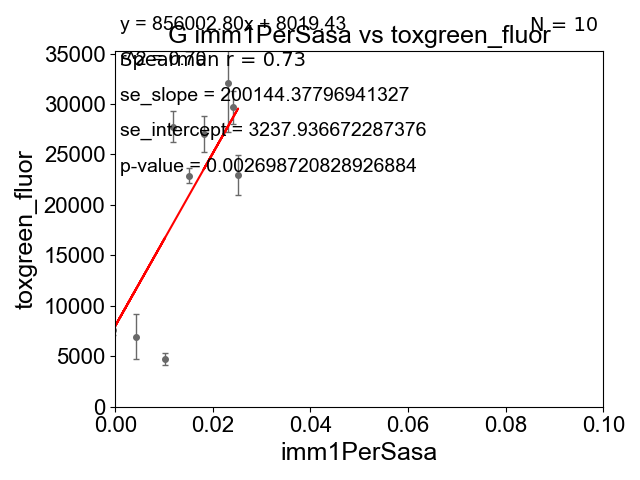 y = 856002.80x + 8019.43
N = 10
G imm1PerSasa vs toxgreen_fluor
Spearman r = 0.73
se_slope = 200144.37796941327
se_intercept = 3237.936672287376
p-value = 0.002698720828926884
toxgreen_fluor
35000
30000
25000
20000
15000
10000
5000
0
0.00 0.02 0.04 0.06 0.08 0.10
imm1PerSasa